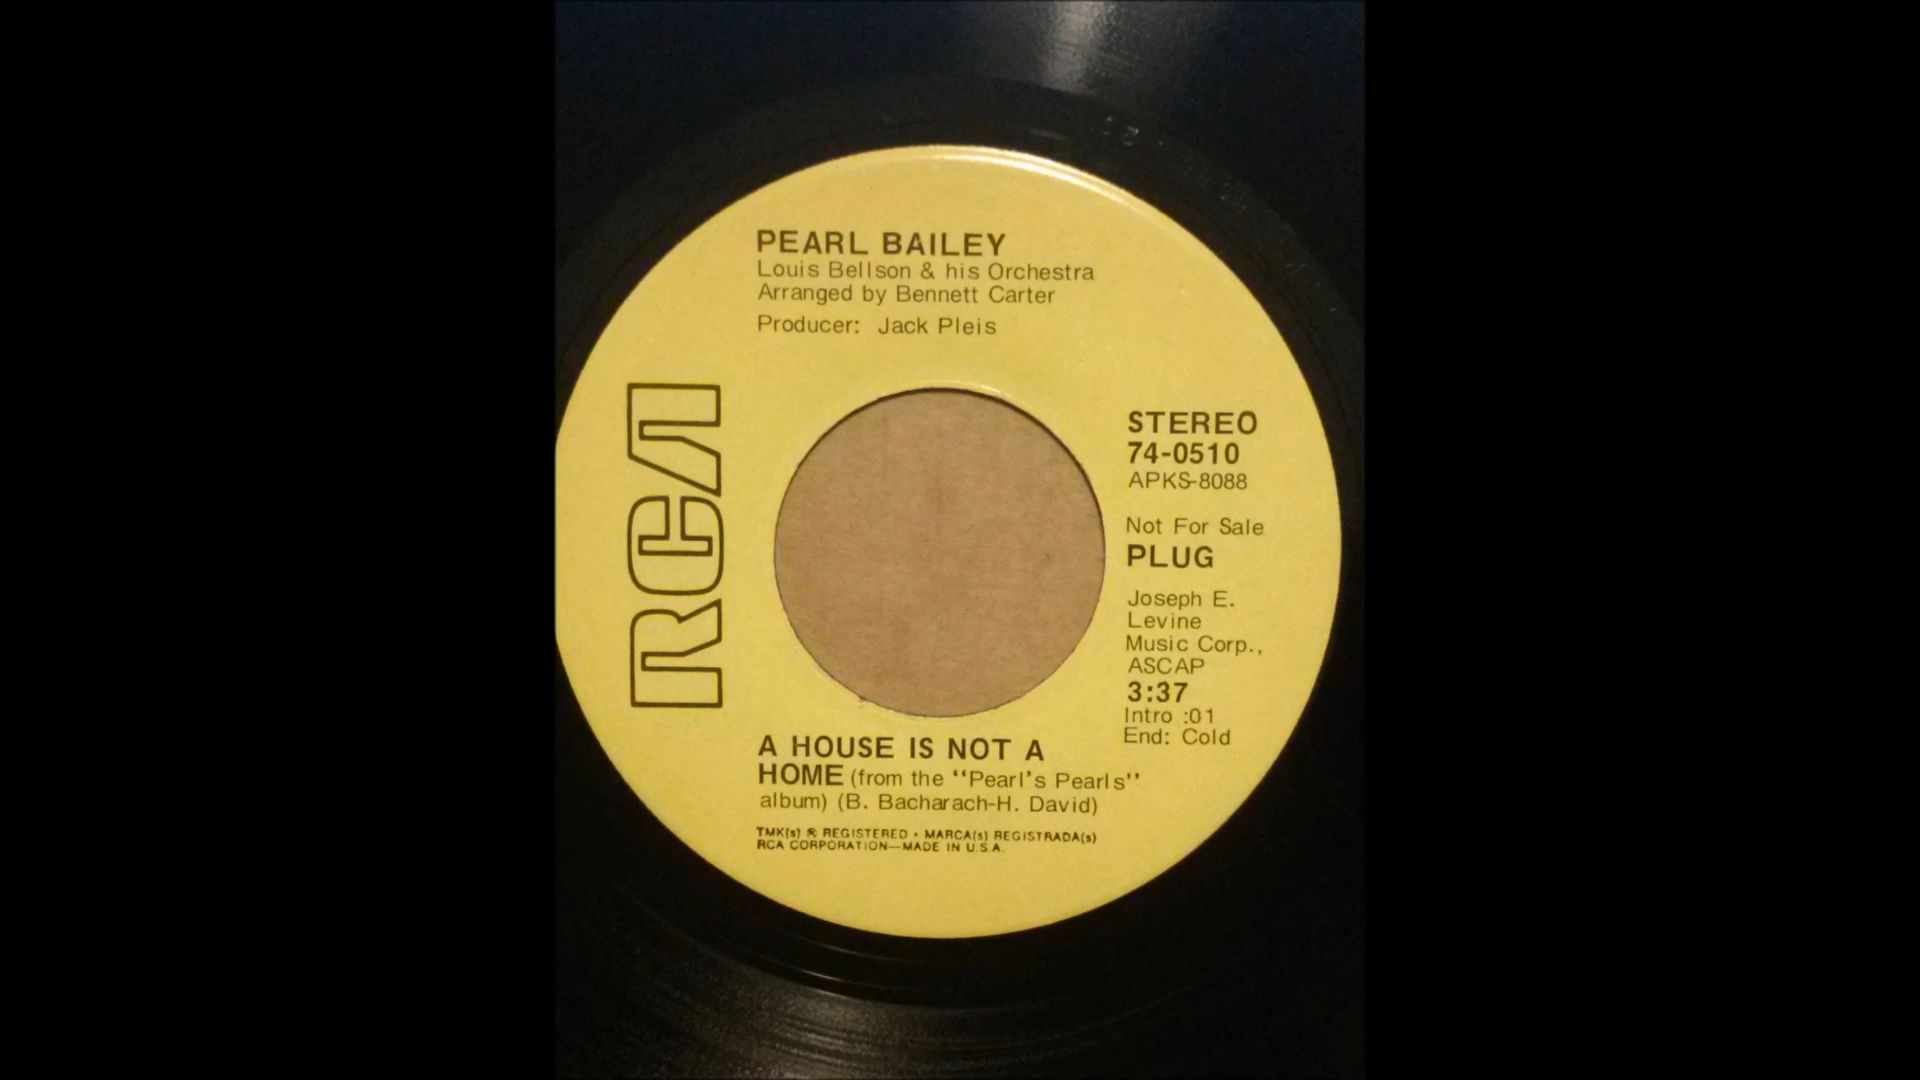 PEARL BAILEY
Louis Bellson & his Orchestra
Arranged by Bennett Carter
Producer: Jack Pleis
RCA
STEREO
74-0510
APKS-8088
Not For Sale
PLUG
Joseph E.
Levine
Music Corp.,
ASCAP
3:37
Intro :01
End: Cold
A HOUSE IS NOT A
HOME (from the "Pearl's Pearls"
album) (B. Bacharach-H. David)
TMK(s) ® REGISTERED • MARCA(s) REGISTRADA(s)
RCA CORPORATION—MADE IN U.S.A.